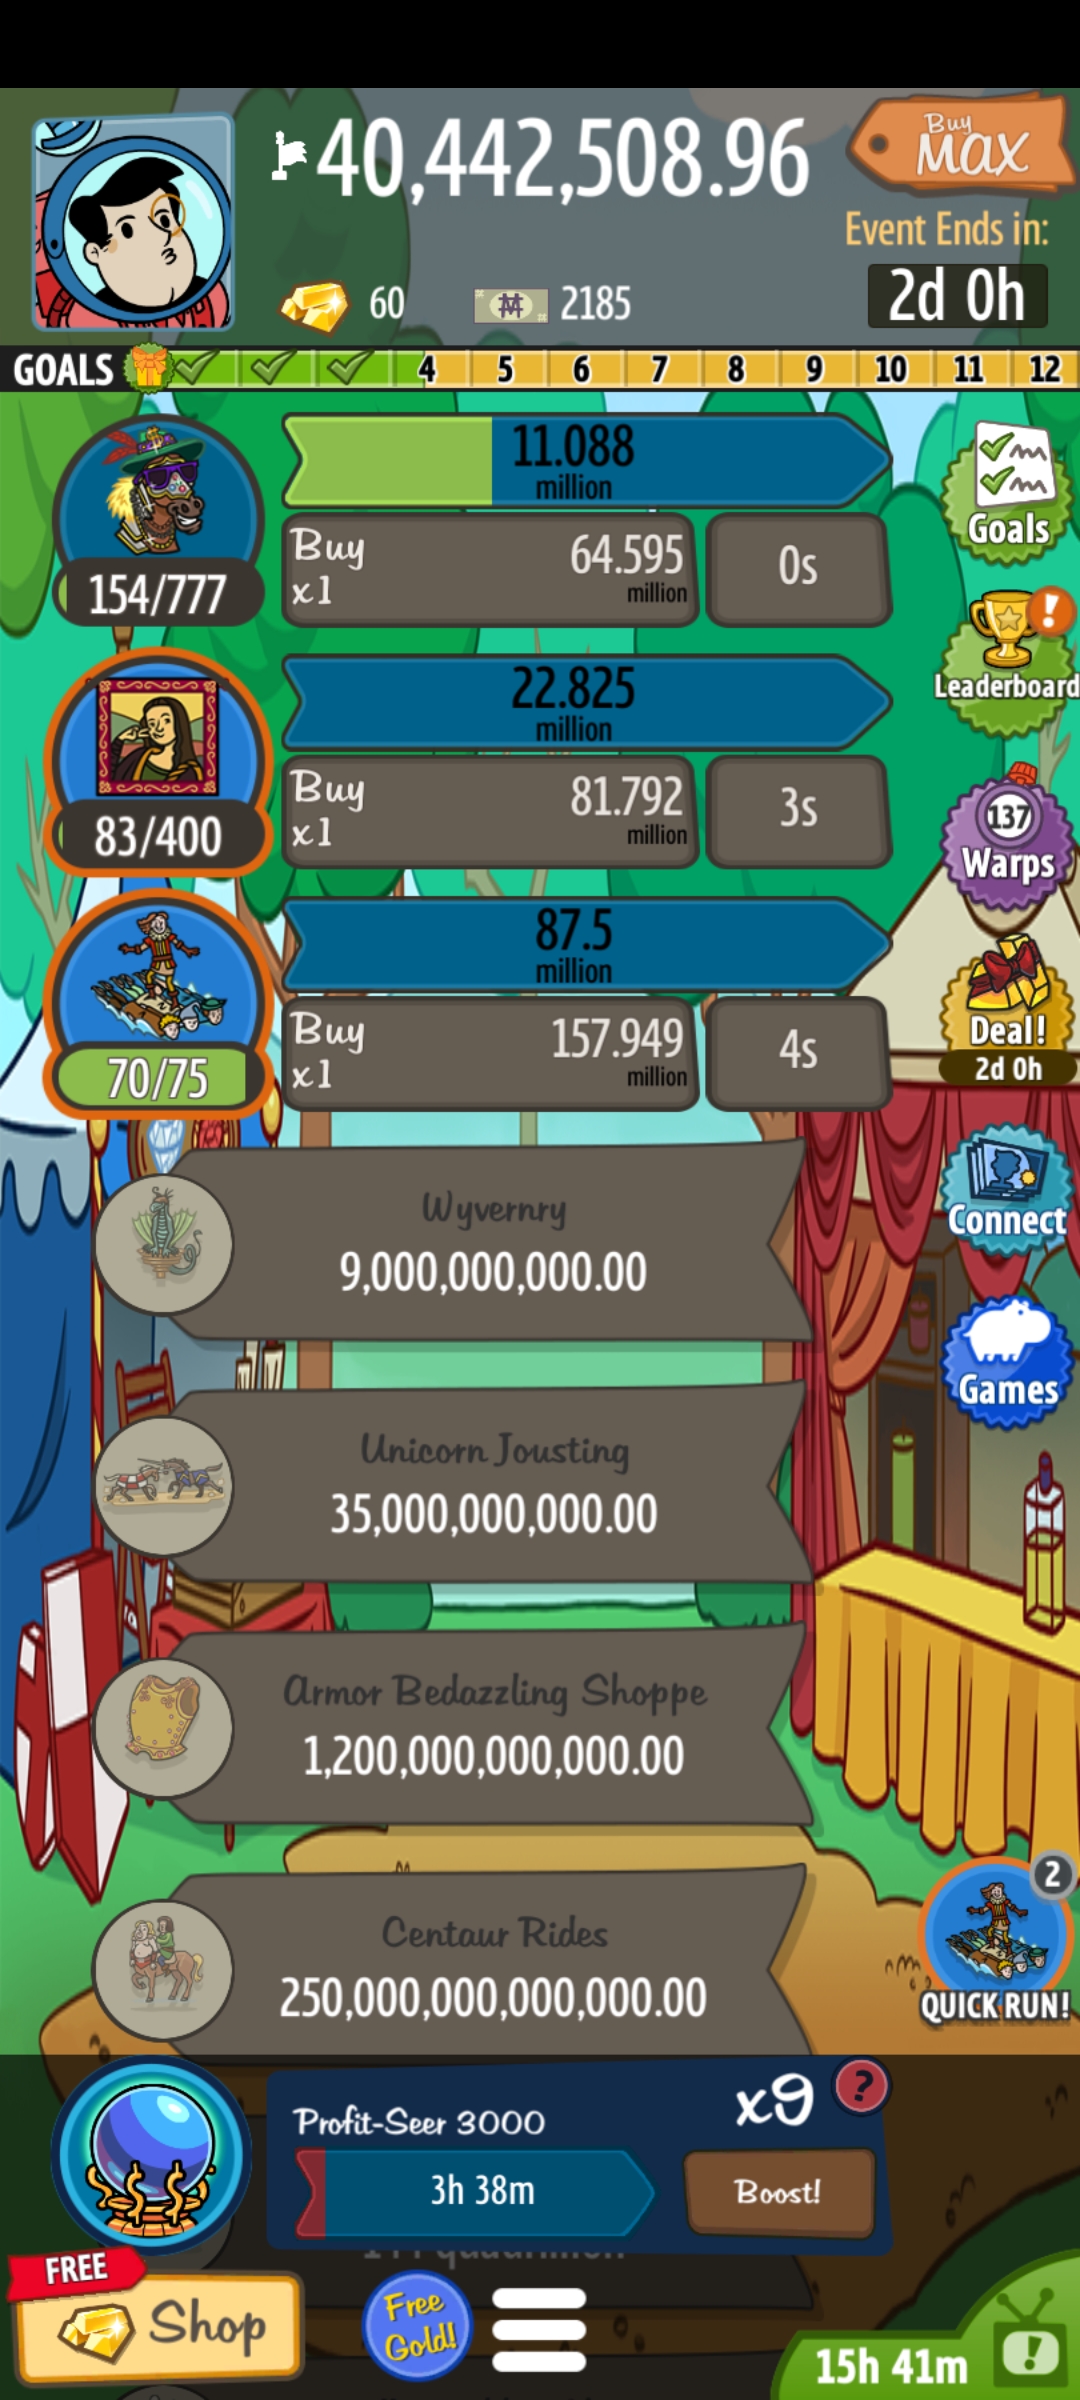 40,442,508.96
Buy
MAX
Event Ends in:
60
2185
2d 0h
GOALS
4 5 6 7 8 9 10 11 12
11.088
million
Buy
x1
64.595
million
0s
154/777
Goals
Leaderboard
22.825
million
Buy
x1
81.792
million
3s
83/400
137
Warps
87.5
million
Buy
x1
157.949
million
4s
70/75
Deal!
2d 0h
Wyvernry
9,000,000,000.00
Connect
Games
Unicorn Jousting
35,000,000,000.00
Armor Bedazzling Shoppe
1,200,000,000,000.00
Centaur Rides
250,000,000,000,000.00
2
QUICK RUN!
Profit-Seer 3000
x9
?
3h 38m
Boost!
FREE
Shop
Free
Gold!
15h 41m
!